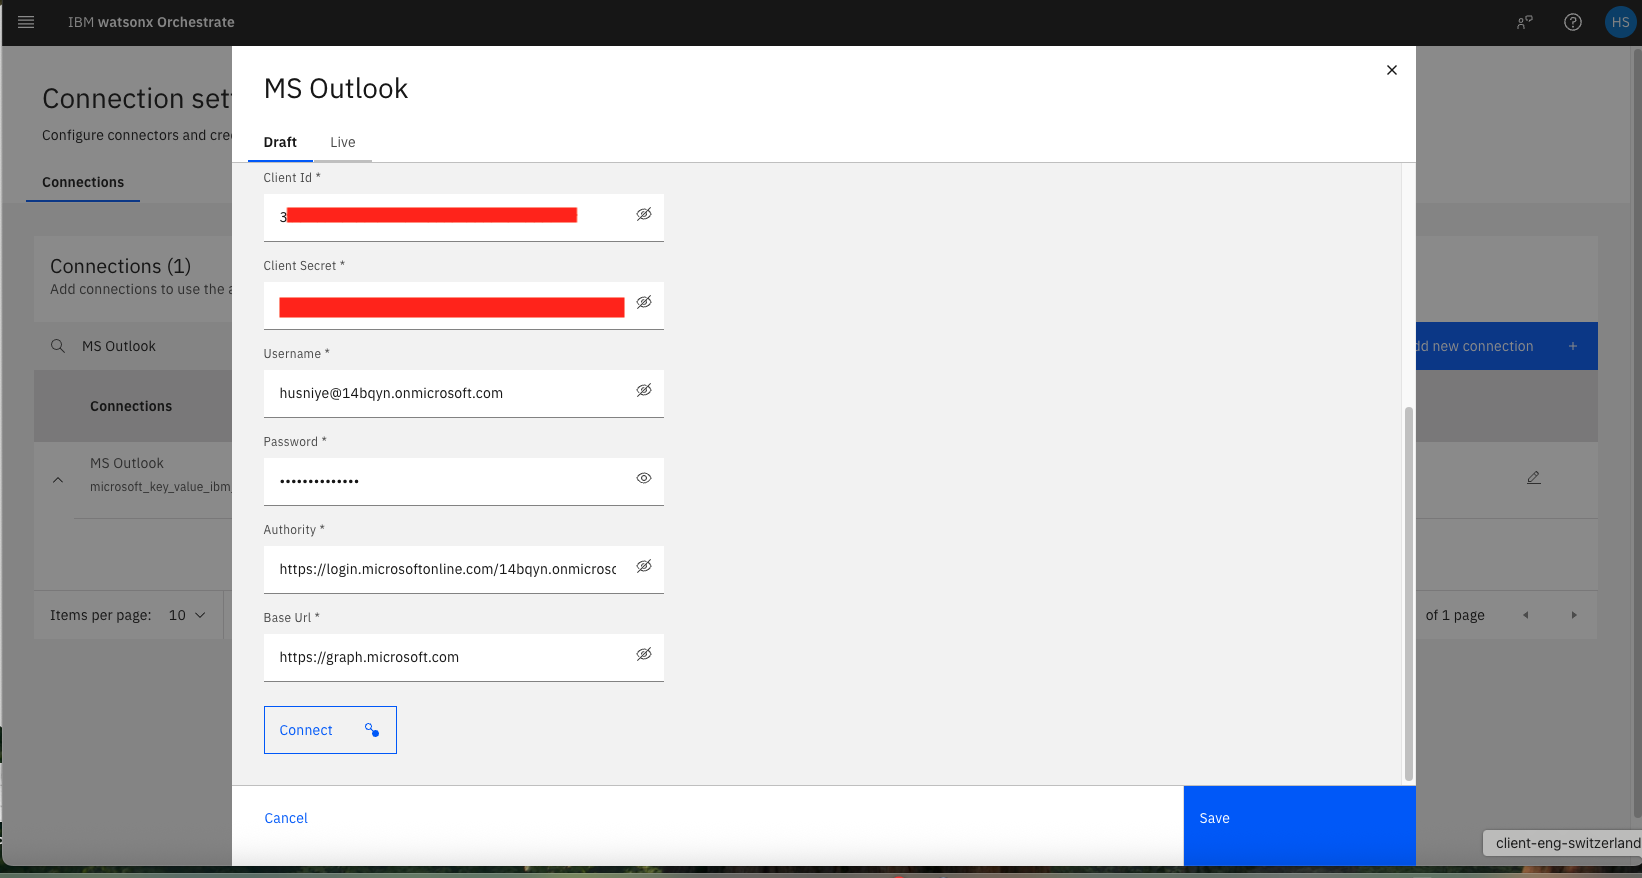 IBM watsonx Orchestrate
HS
Connection set
Configure connectors and cre
Connections
Connections (1)
Add connections to use the a
MS Outlook
dd new connection +
Connections
MS Outlook
microsoft_key_value_ibm_
Items per page: 10
of 1 page
MS Outlook
Draft Live
Client Id *
3
Client Secret *
Username *
husniye@14bqyn.onmicrosoft.com
Password *
••••••••••••••
Authority *
https://login.microsoftonline.com/14bqyn.onmicrosc
Base Url *
https://graph.microsoft.com
Connect
Cancel
Save
client-eng-switzerland